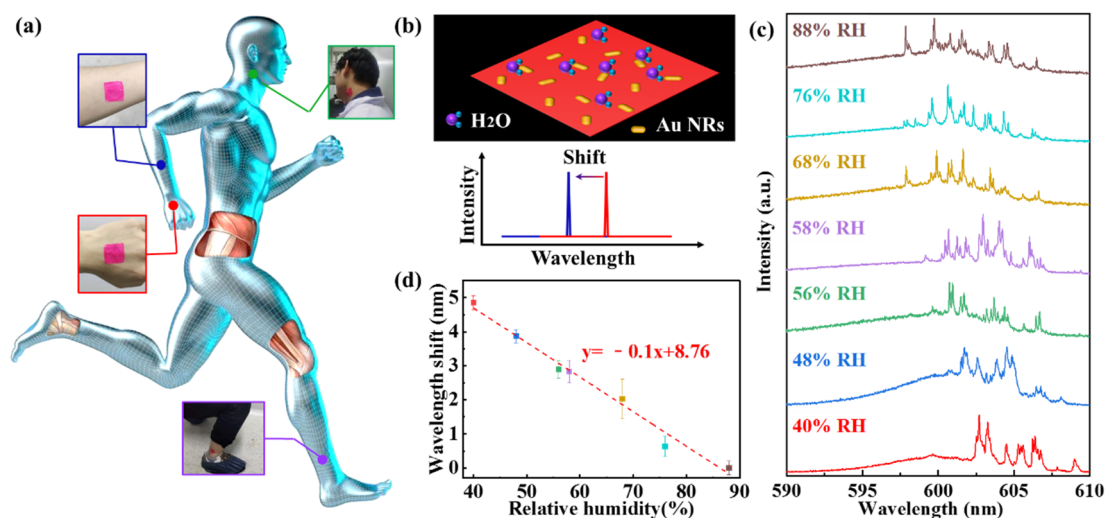 (a)
(b)
H2O
Au NRs
Shift
Intensity
Wavelength
(c)
88% RH
76% RH
68% RH
58% RH
56% RH
48% RH
40% RH
Intensity (a.u.)
590 595 600 605 610
Wavelength (nm)
(d)
5
4
3
2
1
0
Wavelength shift (nm)
y= - 0.1x+8.76
40 50 60 70 80 90
Relative humidity(%)